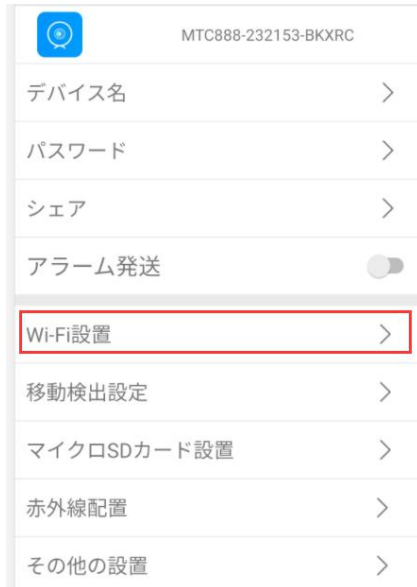 MTC888-232153-BKXRC
デバイス名
パスワード
シェア
アラーム発送
Wi-Fi設置
移動検出設定
マイクロSDカード設置
赤外線配置
その他の設置